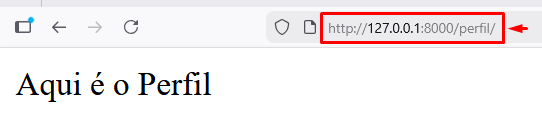 http://127.0.0.1:8000/perfil/
Aqui é o Perfil